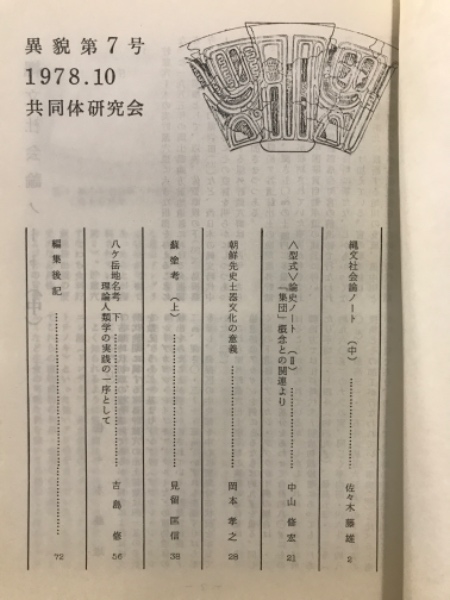 異貌第7号
1978.10
共同体研究会
縄文社会論ノート (中) 佐々木藤雄 2
〈型式〉論史ノート (Ⅱ)
「集団」概念との関連より 中山修宏 21
朝鮮先史土器文化の意義 岡本孝之 28
蘇塗考 (上) 見留匡信 38
八ケ岳地名考 下
理論人類学の実践の一序として 吉島修 56
編集後記 72